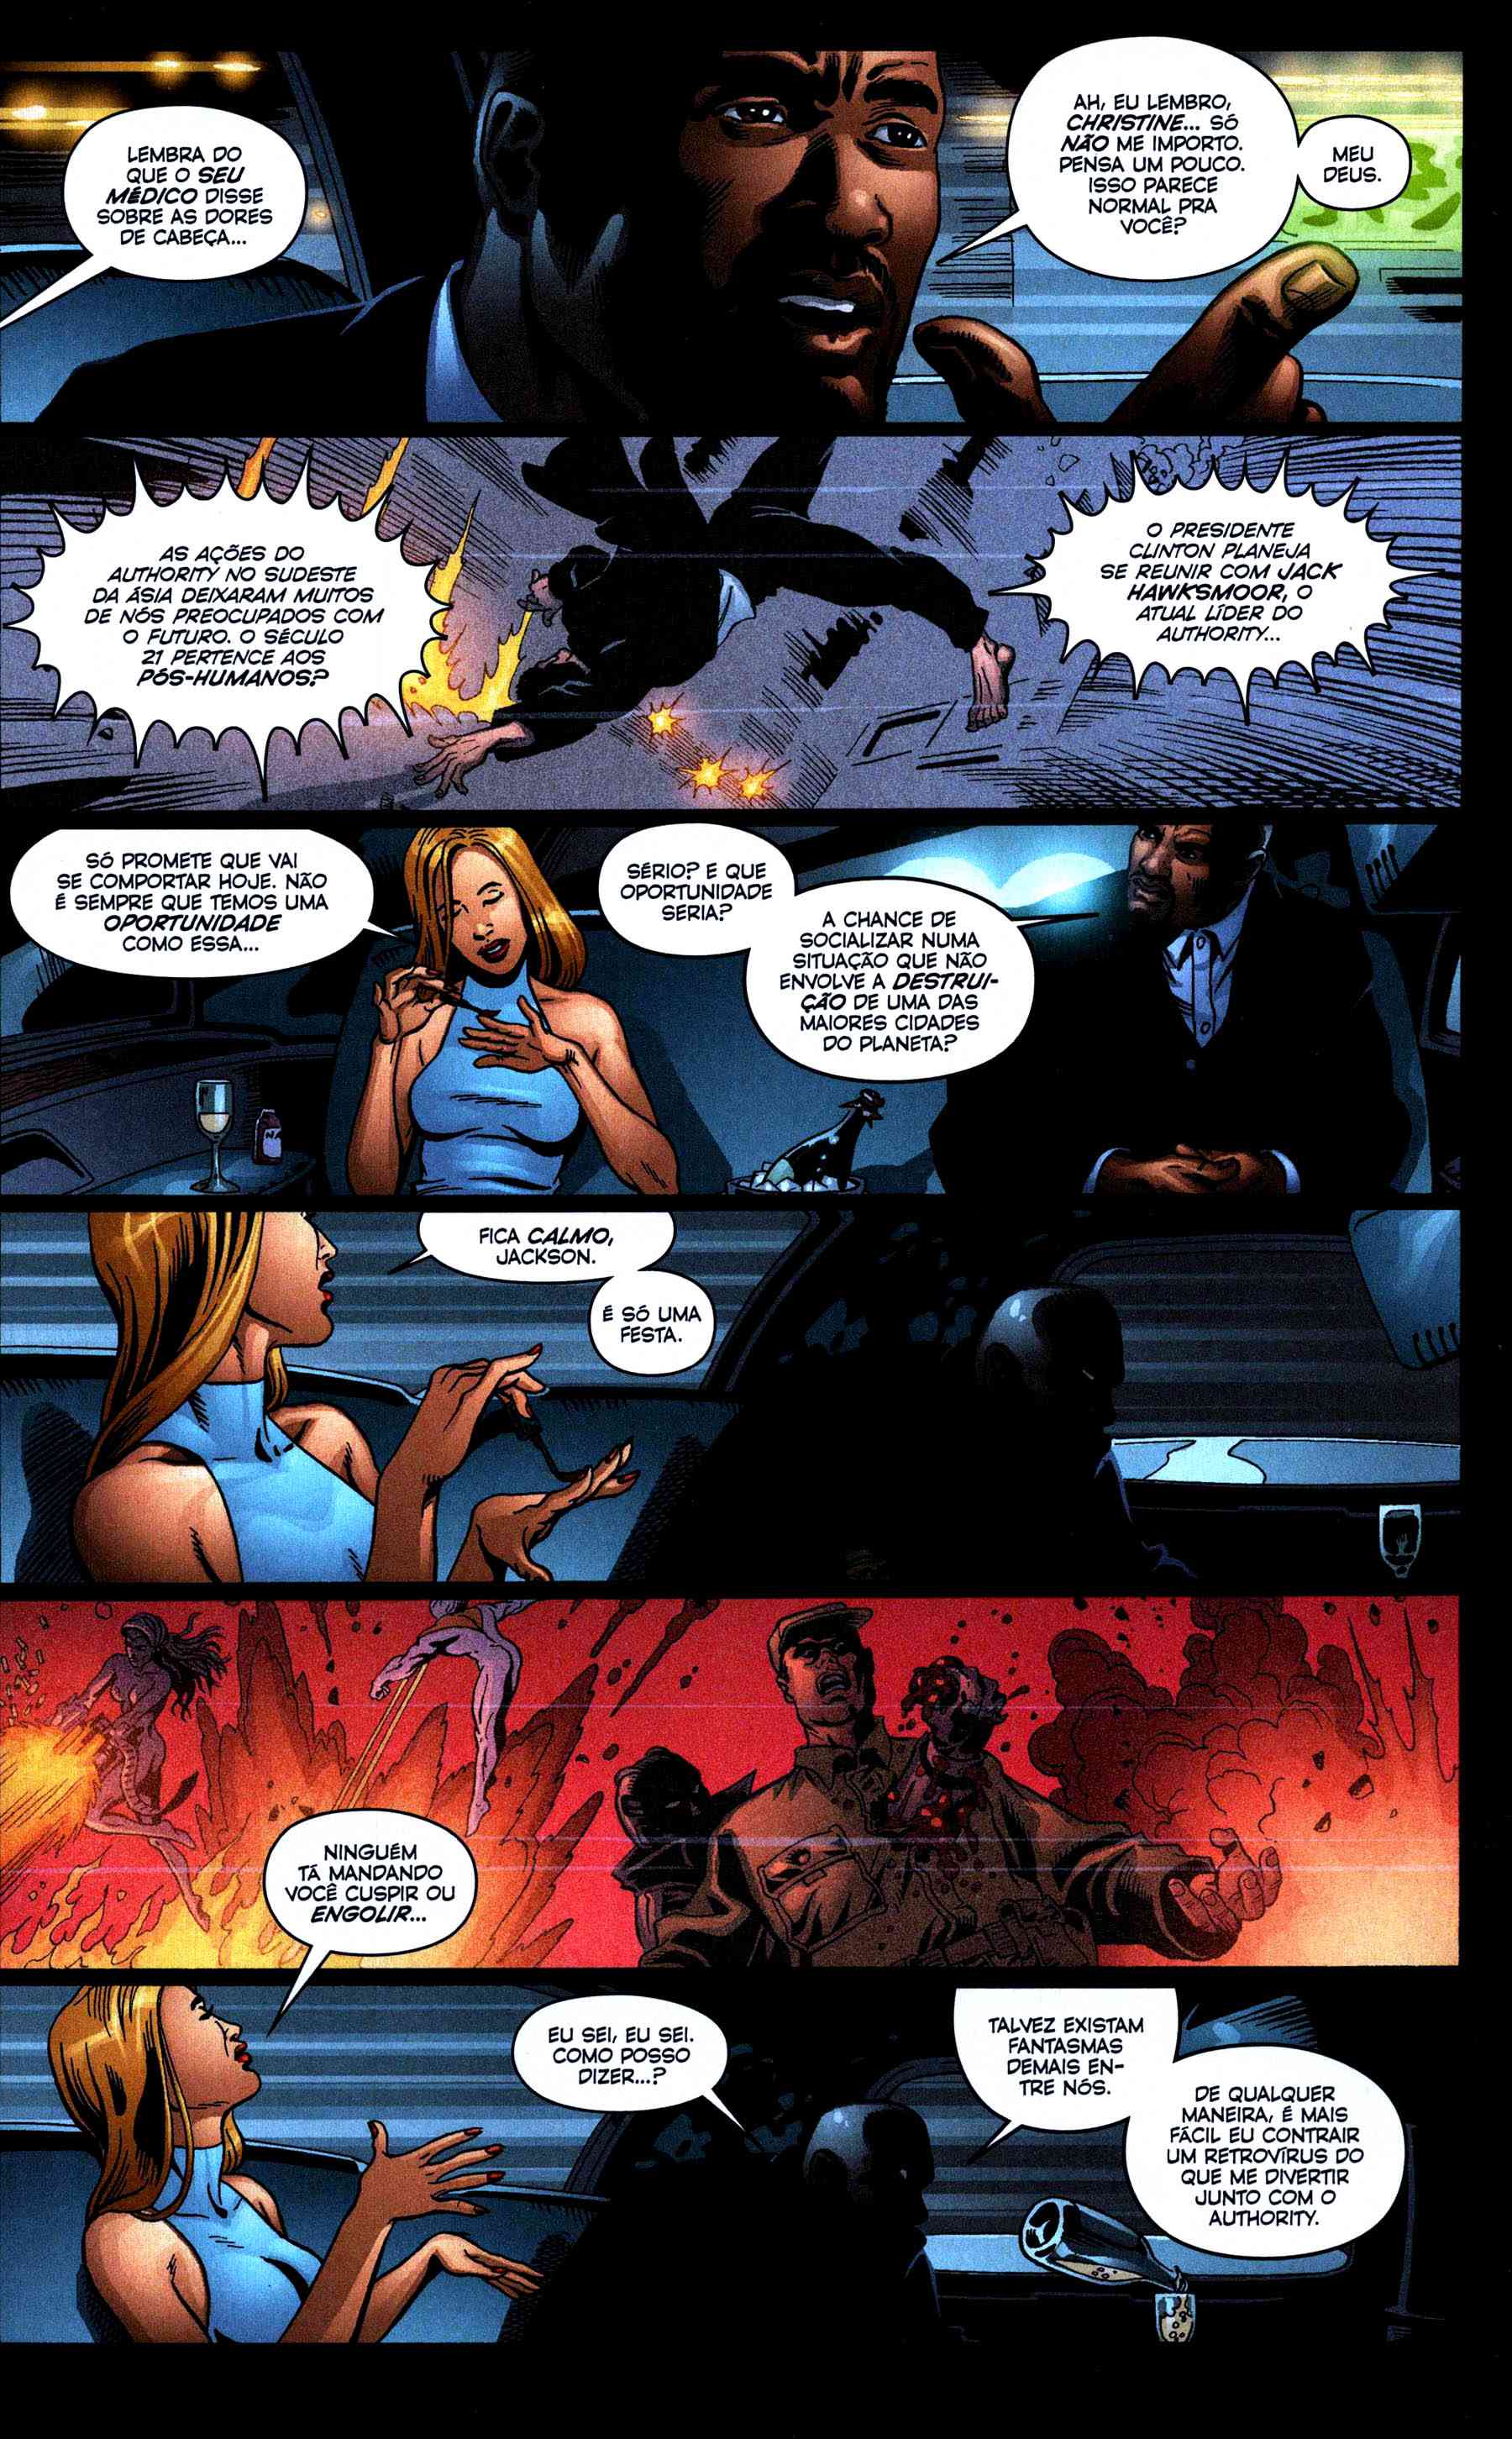 LEMBRA DO
QUE O SEU
MÉDICO DISSE
SOBRE AS DORES
DE CABEÇA...
AH, EU LEMBRO,
CHRISTINE... SÓ
NÃO ME IMPORTO.
PENSA UM POUCO.
ISSO PARECE
NORMAL PRA
VOCÊ?
MEU
DEUS.
AS AÇÕES DO
AUTHORITY NO SUDESTE
DA ÁSIA DEIXARAM MUITOS
DE NÓS PREOCUPADOS COM
O FUTURO. O SÉCULO
21 PERTENCE AOS
PÓS-HUMANOS?
O PRESIDENTE
CLINTON PLANEJA
SE REUNIR COM JACK
HAWKSMOOR, O
ATUAL LÍDER DO
AUTHORITY...
SÓ PROMETE QUE VAI
SE COMPORTAR HOJE. NÃO
É SEMPRE QUE TEMOS UMA
OPORTUNIDADE
COMO ESSA...
SÉRIO? E QUE
OPORTUNIDADE
SERIA?
A CHANCE DE
SOCIALIZAR NUMA
SITUAÇÃO QUE NÃO
ENVOLVE A DESTRUI-
ÇÃO DE UMA DAS
MAIORES CIDADES
DO PLANETA?
FICA CALMO,
JACKSON.
É SÓ UMA
FESTA.
NINGUÉM
TÁ MANDANDO
VOCÊ CUSPIR OU
ENGOLIR...
EU SEI, EU SEI.
COMO POSSO
DIZER...?
TALVEZ EXISTAM
FANTASMAS
DEMAIS EN-
TRE NÓS.
DE QUALQUER
MANEIRA, É MAIS
FÁCIL EU CONTRAIR
UM RETROVÍRUS DO
QUE ME DIVERTIR
JUNTO COM O
AUTHORITY.